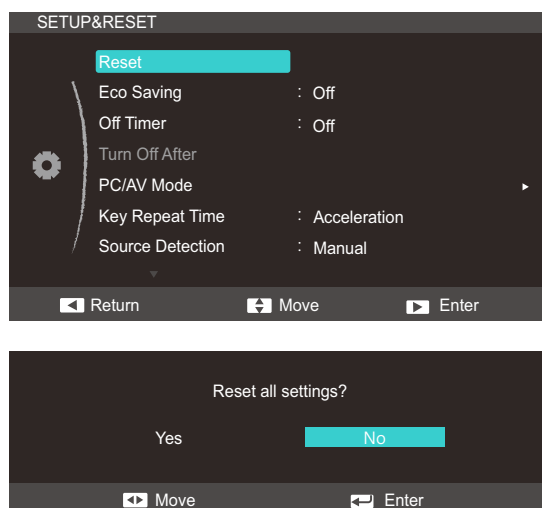 SETUP&RESET
Reset
Eco Saving : Off
Off Timer : Off
Turn Off After
PC/AV Mode
Key Repeat Time : Acceleration
Source Detection : Manual
Return Move Enter
Reset all settings?
Yes No
Move Enter